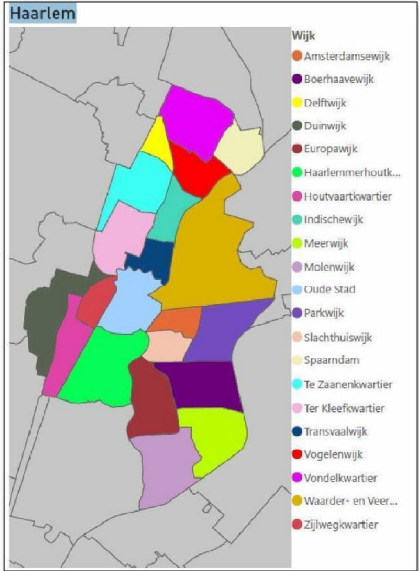 Haarlem
Wijk
Amsterdamsewijk
Boerhaavewijk
Delftwijk
Duinwijk
Europawijk
Haarlemmerhoutk...
Houtvaartkwartier
Indischewijk
Meerwijk
Molenwijk
Oude Stad
Parkwijk
Slachthuiswijk
Spaarndam
Te Zaanenkwartier
Ter Kleefkwartier
Transvaalwijk
Vogelenwijk
Vondelkwartier
Waarder- en Veer...
Zijlwegkwartier